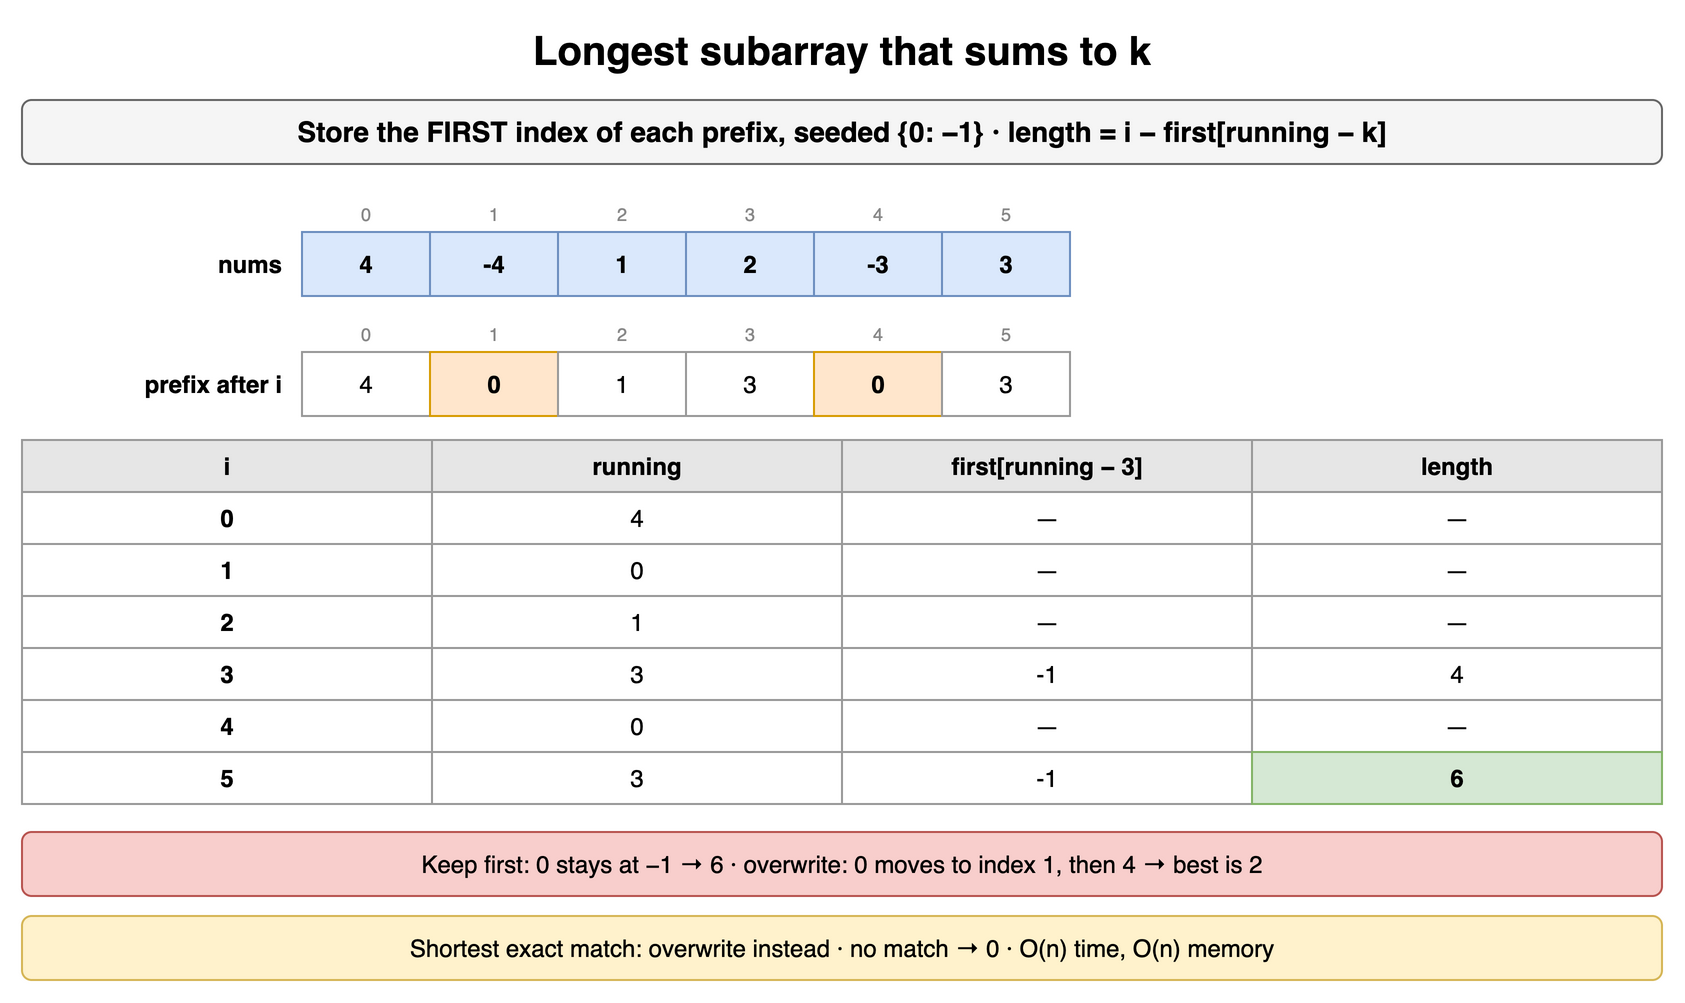 Longest subarray that sums to k
Store the FIRST index of each prefix, seeded {0: −1} · length = i − first[running − k]
0 1 2 3 4 5
nums 4 -4 1 2 -3 3
0 1 2 3 4 5
prefix after i 4 0 1 3 0 3
i running first[running − 3] length
0 4 — —
1 0 — —
2 1 — —
3 3 -1 4
4 0 — —
5 3 -1 6
Keep first: 0 stays at −1 → 6 · overwrite: 0 moves to index 1, then 4 → best is 2
Shortest exact match: overwrite instead · no match → 0 · O(n) time, O(n) memory